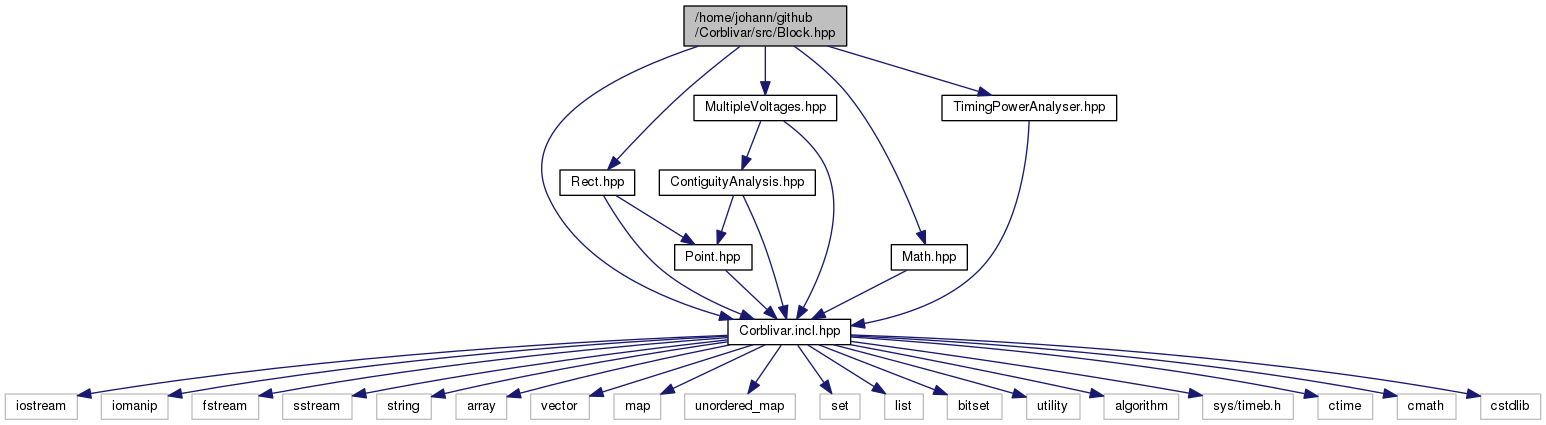 /home/johann/github
/Corblivar/src/Block.hpp
MultipleVoltages.hpp
TimingPowerAnalyser.hpp
Rect.hpp
ContiguityAnalysis.hpp
Point.hpp
Math.hpp
Corblivar.incl.hpp
iostream
iomanip
fstream
sstream
string
array
vector
map
unordered_map
set
list
bitset
utility
algorithm
sys/timeb.h
ctime
cmath
cstdlib